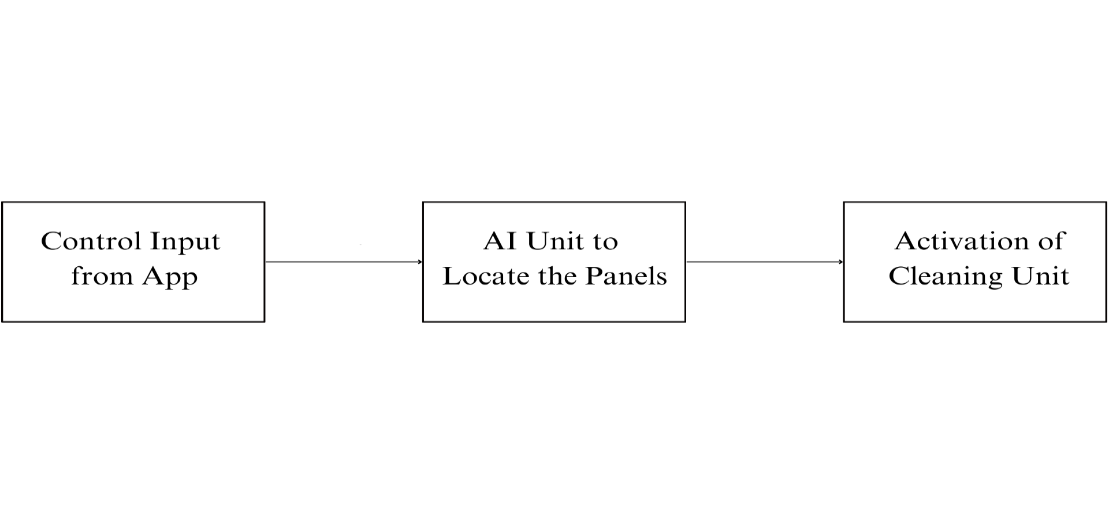 Control Input
from App
AI Unit to
Locate the Panels
Activation of
Cleaning Unit